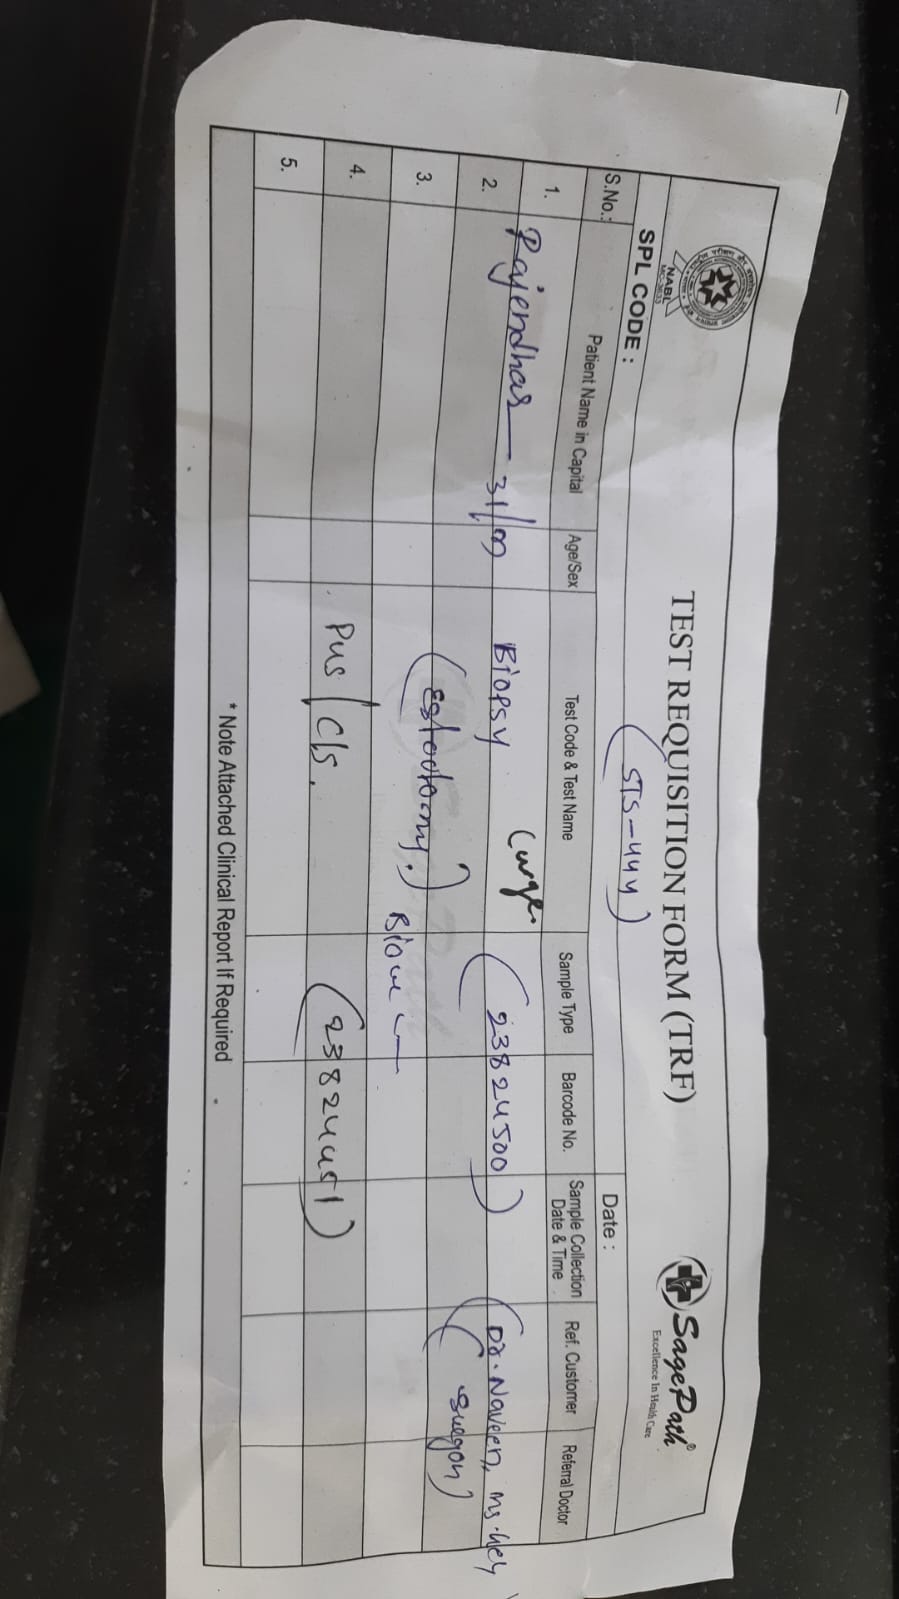 NABL
MC-2633
TEST REQUISITION FORM (TRF)
SagePath®
Excellence In Health Care
SPL CODE : (STS-444) Date :
S.No.: Patient Name in Capital Age/Sex Test Code & Test Name Sample Type Barcode No. Sample Collection Date & Time Ref. Customer Referral Doctor
1. Rajendhar 31/m Biopsy (23824500) (Dr. Naveen, ms.
2. (surgon)
3.
4. Pus / C/s. (23824451)
5.
* Note Attached Clinical Report If Required